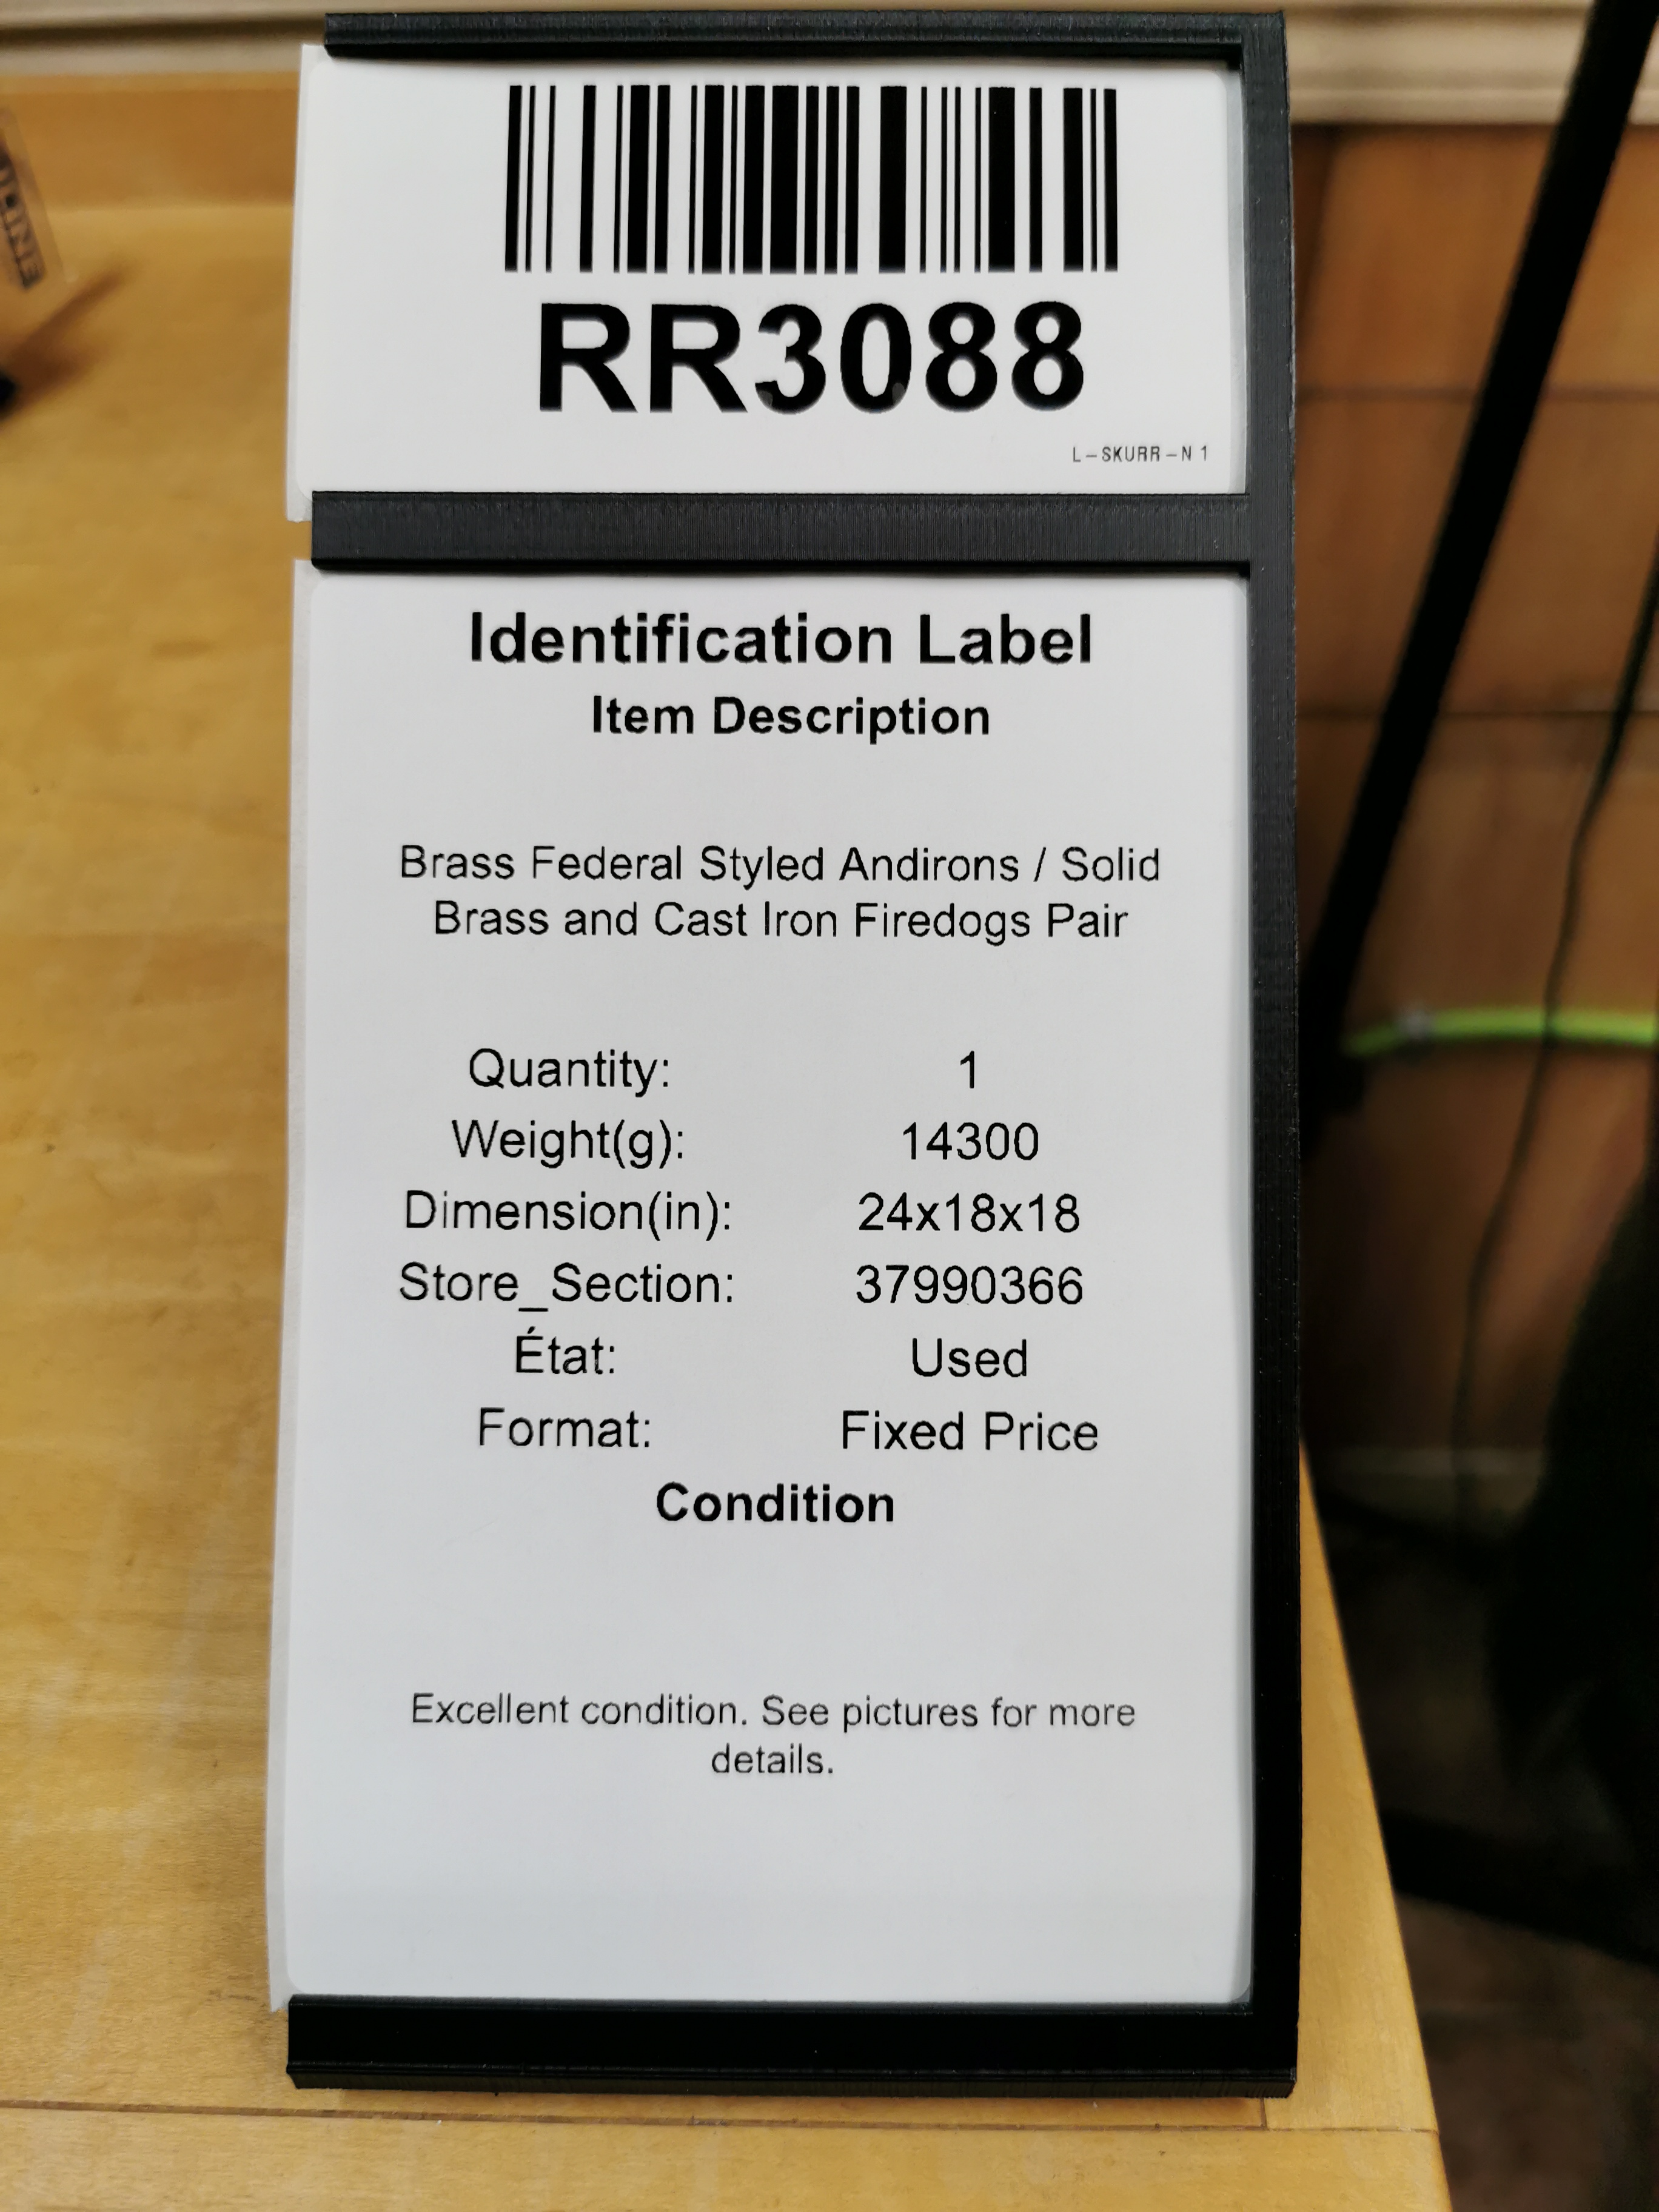 RR3088
L-SKURR-N 1
Identification Label
Item Description
Brass Federal Styled Andirons / Solid
Brass and Cast Iron Firedogs Pair
Quantity: 1
Weight(g): 14300
Dimension(in): 24x18x18
Store_Section: 37990366
État: Used
Format: Fixed Price
Condition
Excellent condition. See pictures for more
details.